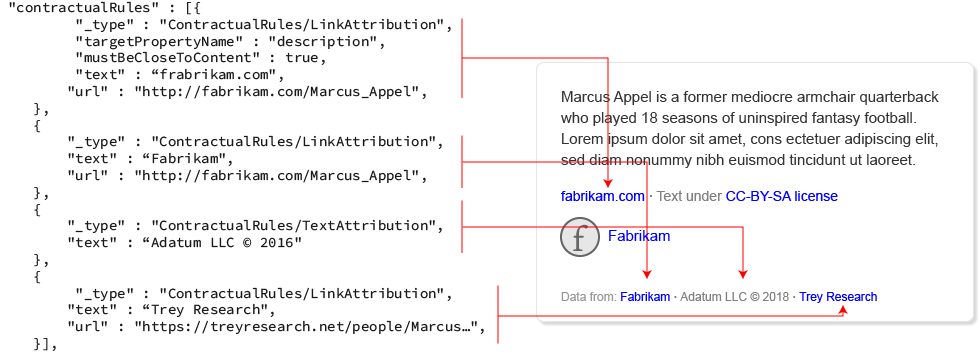 "contractualRules" : [{
"_type" : "ContractualRules/LinkAttribution",
"targetPropertyName" : "description",
"mustBeCloseToContent" : true,
"text" : “frabrikam.com",
"url" : "http://fabrikam.com/Marcus_Appel",
},
{
"_type" : "ContractualRules/LinkAttribution",
"text" : “Fabrikam",
"url" : "http://fabrikam.com/Marcus_Appel",
},
{
"_type" : "ContractualRules/TextAttribution",
"text" : “Adatum LLC © 2016"
},
{
"_type" : "ContractualRules/LinkAttribution",
"text" : “Trey Research",
"url" : "https://treyresearch.net/people/Marcus…",
}],
Marcus Appel is a former mediocre armchair quarterback
who played 18 seasons of uninspired fantasy football.
Lorem ipsum dolor sit amet, cons ectetuer adipiscing elit,
sed diam nonummy nibh euismod tincidunt ut laoreet.
fabrikam.com · Text under CC-BY-SA license
f Fabrikam
Data from: Fabrikam · Adatum LLC © 2018 · Trey Research